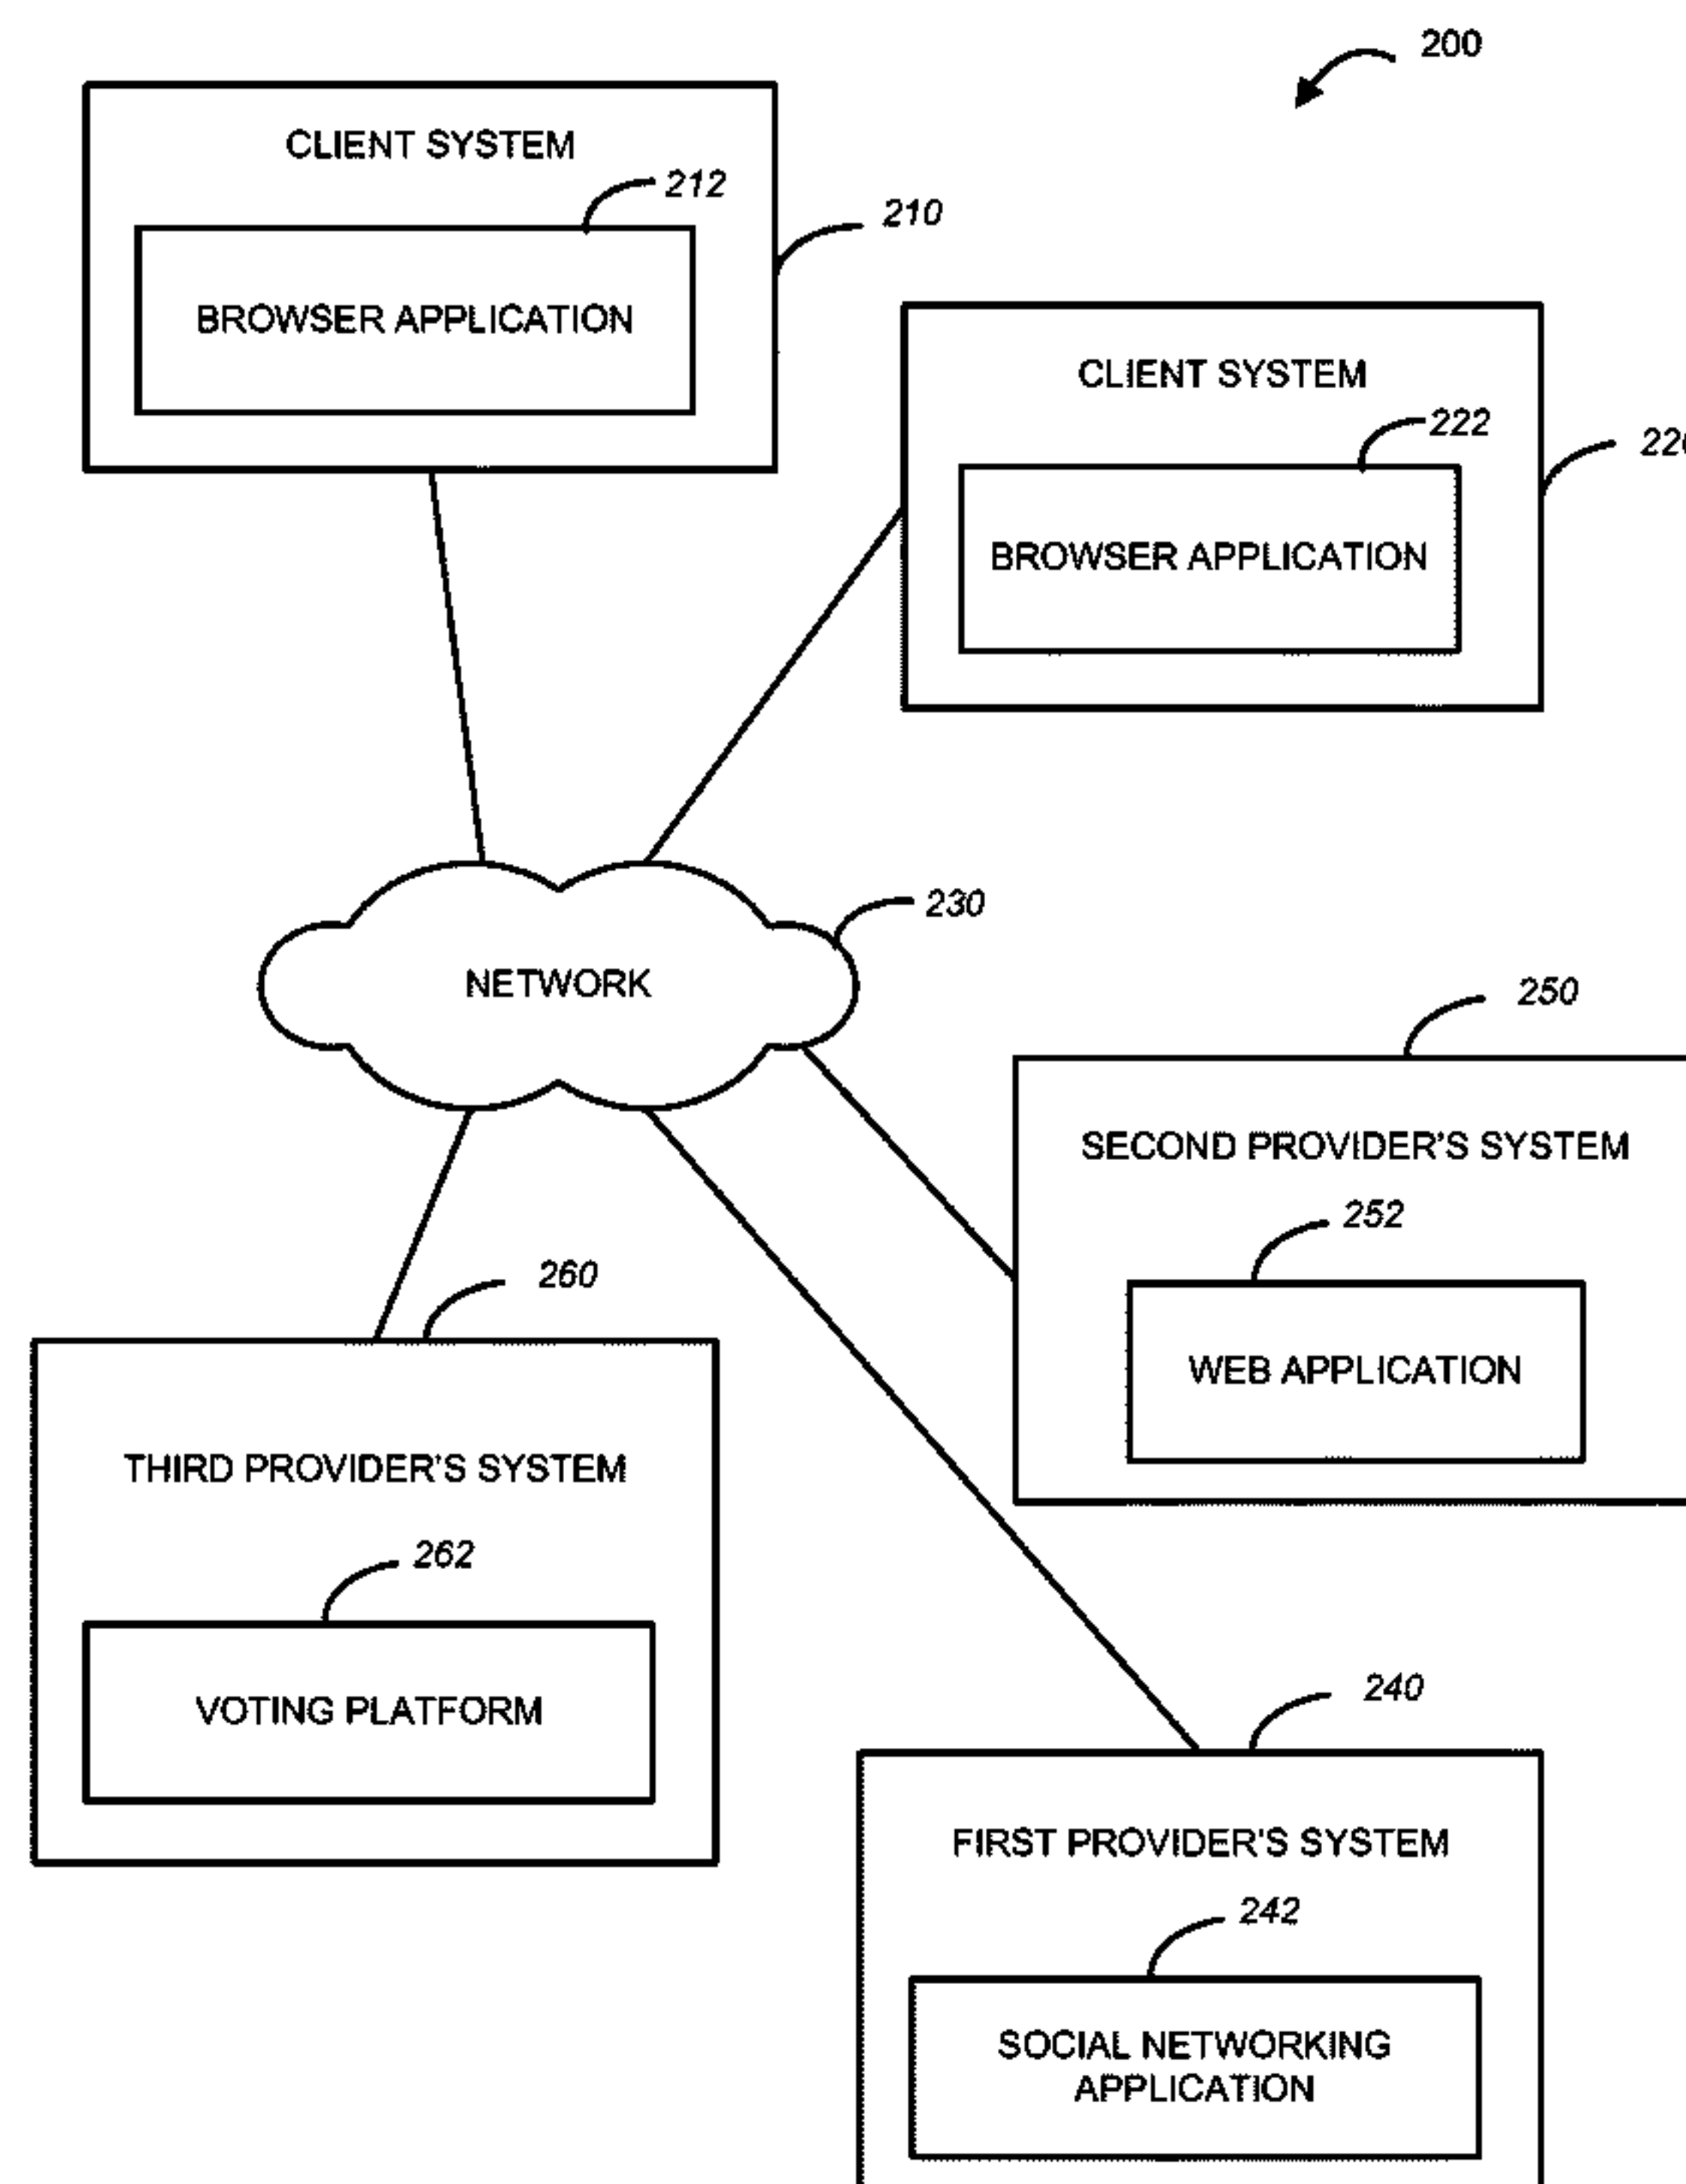 200
CLIENT SYSTEM
212
210
BROWSER APPLICATION
CLIENT SYSTEM
222
BROWSER APPLICATION
230
NETWORK
250
SECOND PROVIDER'S SYSTEM
252
WEB APPLICATION
260
THIRD PROVIDER'S SYSTEM
262
VOTING PLATFORM
240
FIRST PROVIDER'S SYSTEM
242
SOCIAL NETWORKING
APPLICATION